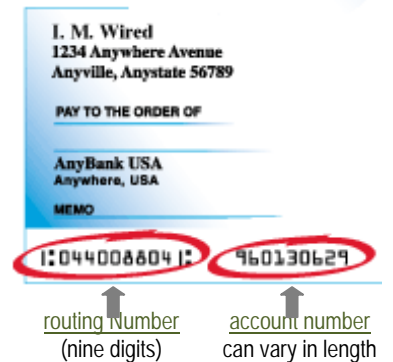 I. M. Wired
1234 Anywhere Avenue
Anyville, Anystate 56789
PAY TO THE ORDER OF
AnyBank USA
Anywhere, USA
MEMO
⑆044008804⑆ 960130629
routing Number account number
(nine digits) can vary in length